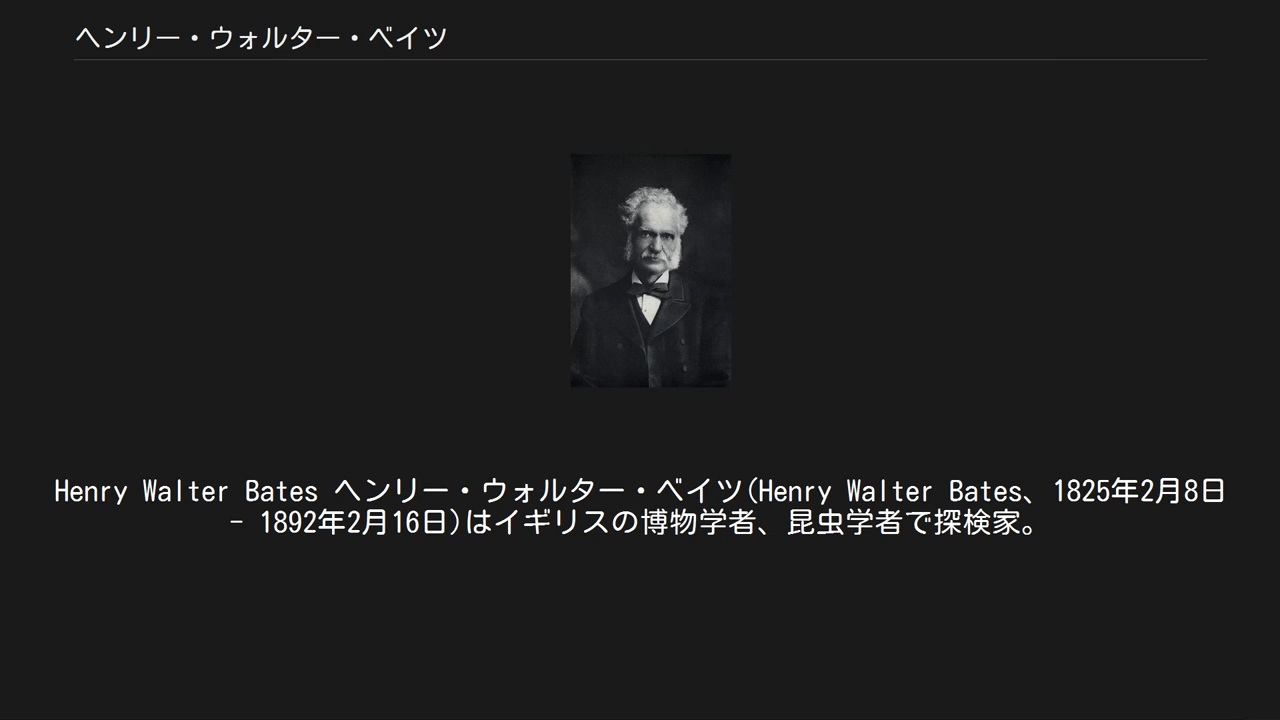 ヘンリー・ウォルター・ベイツ
Henry Walter Bates ヘンリー・ウォルター・ベイツ(Henry Walter Bates、1825年2月8日
- 1892年2月16日)はイギリスの博物学者、昆虫学者で探検家。